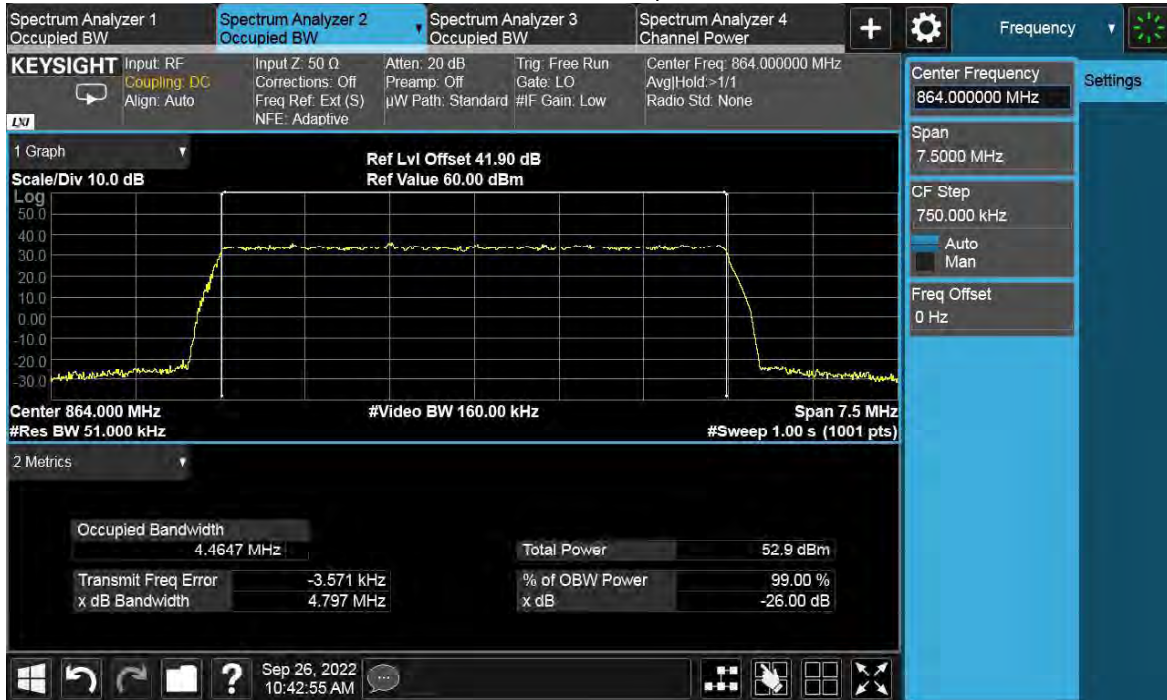 Spectrum Analyzer 1
Occupied BW
Spectrum Analyzer 2
Occupied BW
Spectrum Analyzer 3
Occupied BW
Spectrum Analyzer 4
Channel Power
+
Frequency
KEYSIGHT
LXI
Input: RF
Coupling: DC
Align: Auto
Input Z: 50 Ω
Corrections: Off
Freq Ref: Ext (S)
NFE: Adaptive
Atten: 20 dB
Preamp: Off
µW Path: Standard
Trig: Free Run
Gate: LO
#IF Gain: Low
Center Freq: 864.000000 MHz
Avg|Hold:>1/1
Radio Std: None
Center Frequency
864.000000 MHz
Settings
Span
7.5000 MHz
CF Step
750.000 kHz
Auto
Man
Freq Offset
0 Hz
1 Graph
Scale/Div 10.0 dB
Ref Lvl Offset 41.90 dB
Ref Value 60.00 dBm
Log
50.0
40.0
30.0
20.0
10.0
0.00
-10.0
-20.0
-30.0
Center 864.000 MHz
#Video BW 160.00 kHz
Span 7.5 MHz
#Res BW 51.000 kHz
#Sweep 1.00 s (1001 pts)
2 Metrics
Occupied Bandwidth
4.4647 MHz
Total Power 52.9 dBm
Transmit Freq Error -3.571 kHz
% of OBW Power 99.00 %
x dB Bandwidth 4.797 MHz
x dB -26.00 dB
?
Sep 26, 2022
10:42:55 AM